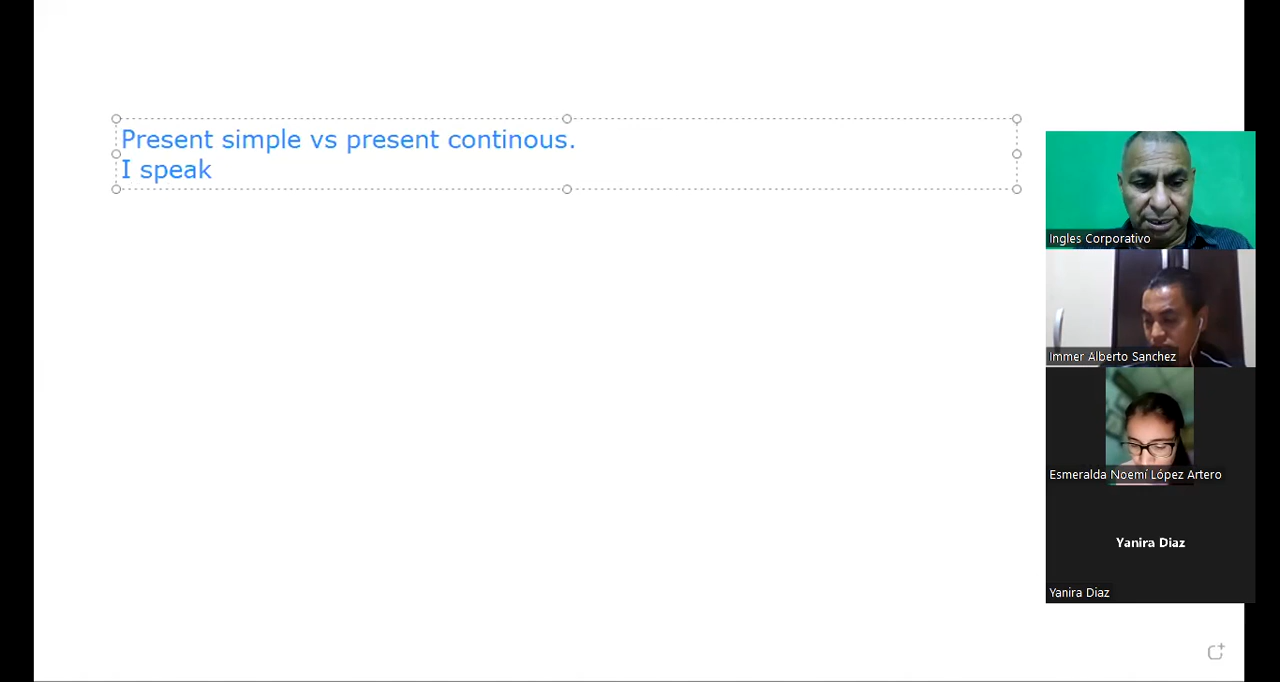 Present simple vs present continous.
I speak
Ingles Corporativo
Immer Alberto Sanchez
Esmeralda Noemí López Artero
Yanira Diaz
Yanira Diaz